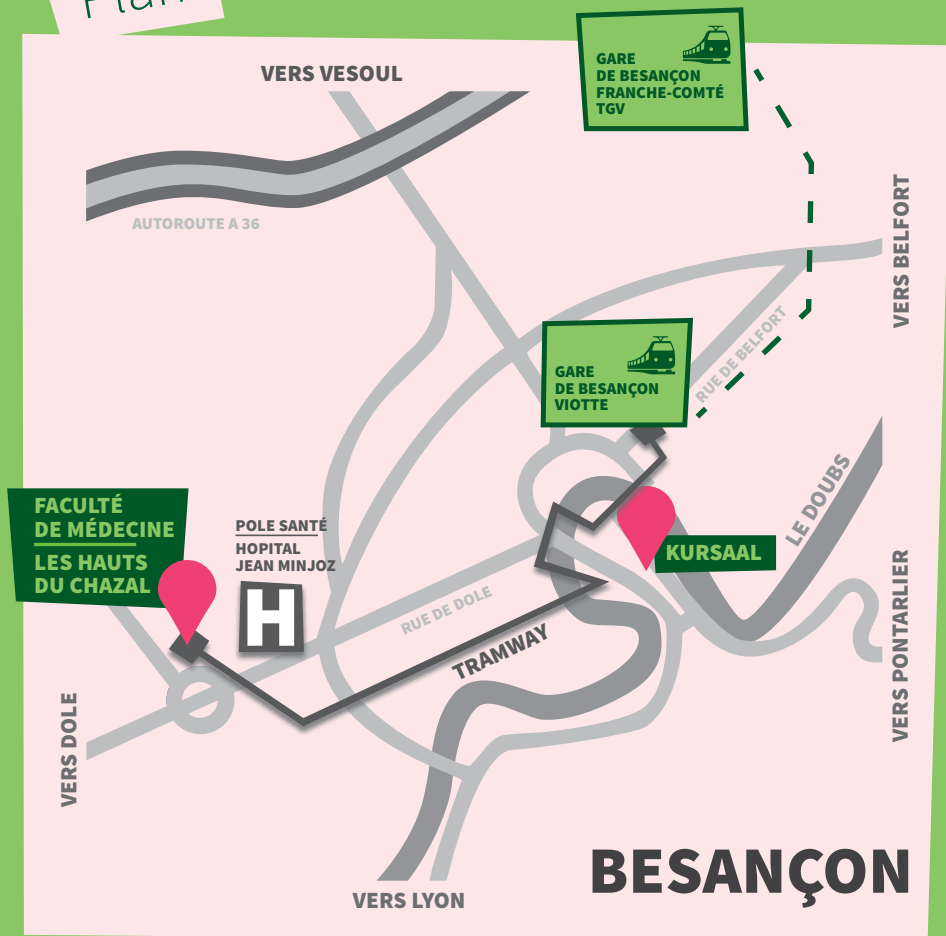 Plan
VERS VESOUL
GARE
DE BESANÇON
FRANCHE-COMTÉ
TGV
AUTOROUTE A 36
VERS BELFORT
RUE DE BELFORT
GARE
DE BESANÇON
VIOTTE
LE DOUBS
FACULTÉ
DE MÉDECINE
LES HAUTS
DU CHAZAL
POLE SANTÉ
HOPITAL
JEAN MINJOZ
H
KURSAAL
RUE DE DOLE
TRAMWAY
VERS PONTARLIER
VERS DOLE
BESANÇON
VERS LYON